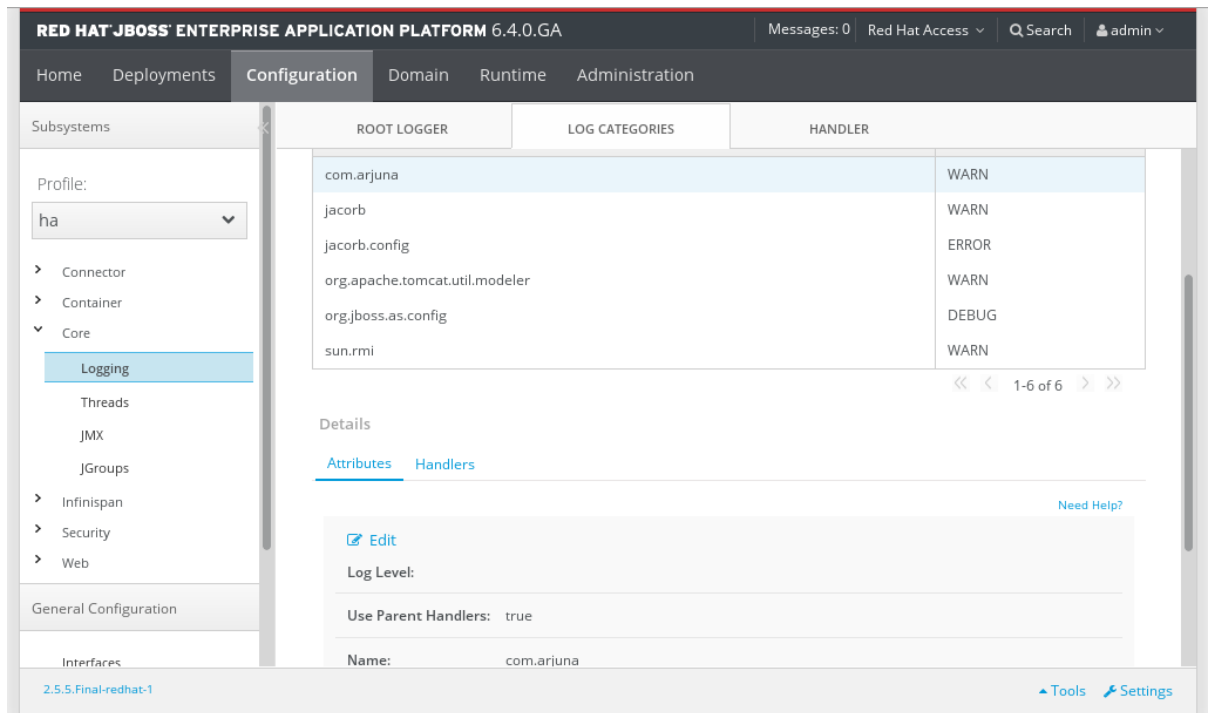 RED HAT JBOSS ENTERPRISE APPLICATION PLATFORM 6.4.0.GA Messages: 0 Red Hat Access Search admin
Home Deployments Configuration Domain Runtime Administration
Subsystems
ROOT LOGGER LOG CATEGORIES HANDLER
Profile:
ha
Connector
Container
Core
Logging
Threads
JMX
JGroups
Infinispan
Security
Web
General Configuration
Interfaces
com.arjuna WARN
jacorb WARN
jacorb.config ERROR
org.apache.tomcat.util.modeler WARN
org.jboss.as.config DEBUG
sun.rmi WARN
1-6 of 6
Details
Attributes Handlers
Need Help?
Edit
Log Level:
Use Parent Handlers: true
Name: com.arjuna
2.5.5.Final-redhat-1 Tools Settings